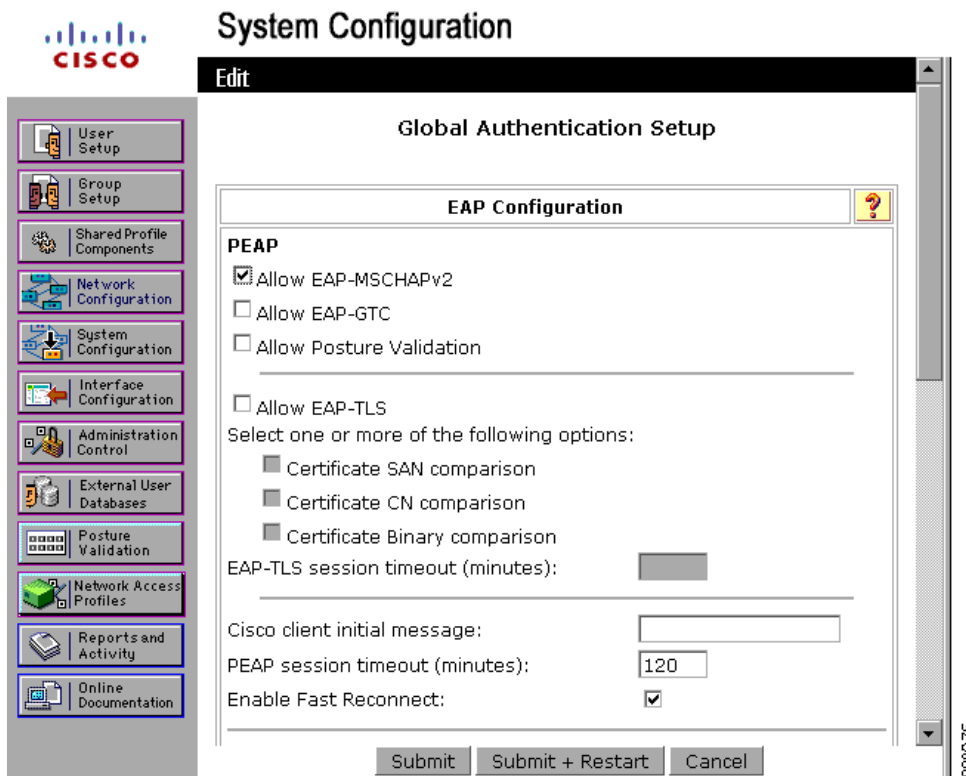 CISCO
System Configuration
Edit
User
Setup
Group
Setup
Shared Profile
Components
Network
Configuration
System
Configuration
Interface
Configuration
Administration
Control
External User
Databases
Posture
Validation
Network Access
Profiles
Reports and
Activity
Online
Documentation
Global Authentication Setup
EAP Configuration
?
PEAP
Allow EAP-MSCHAPv2
Allow EAP-GTC
Allow Posture Validation
Allow EAP-TLS
Select one or more of the following options:
Certificate SAN comparison
Certificate CN comparison
Certificate Binary comparison
EAP-TLS session timeout (minutes):
Cisco client initial message:
PEAP session timeout (minutes): 120
Enable Fast Reconnect:
Submit Submit + Restart Cancel